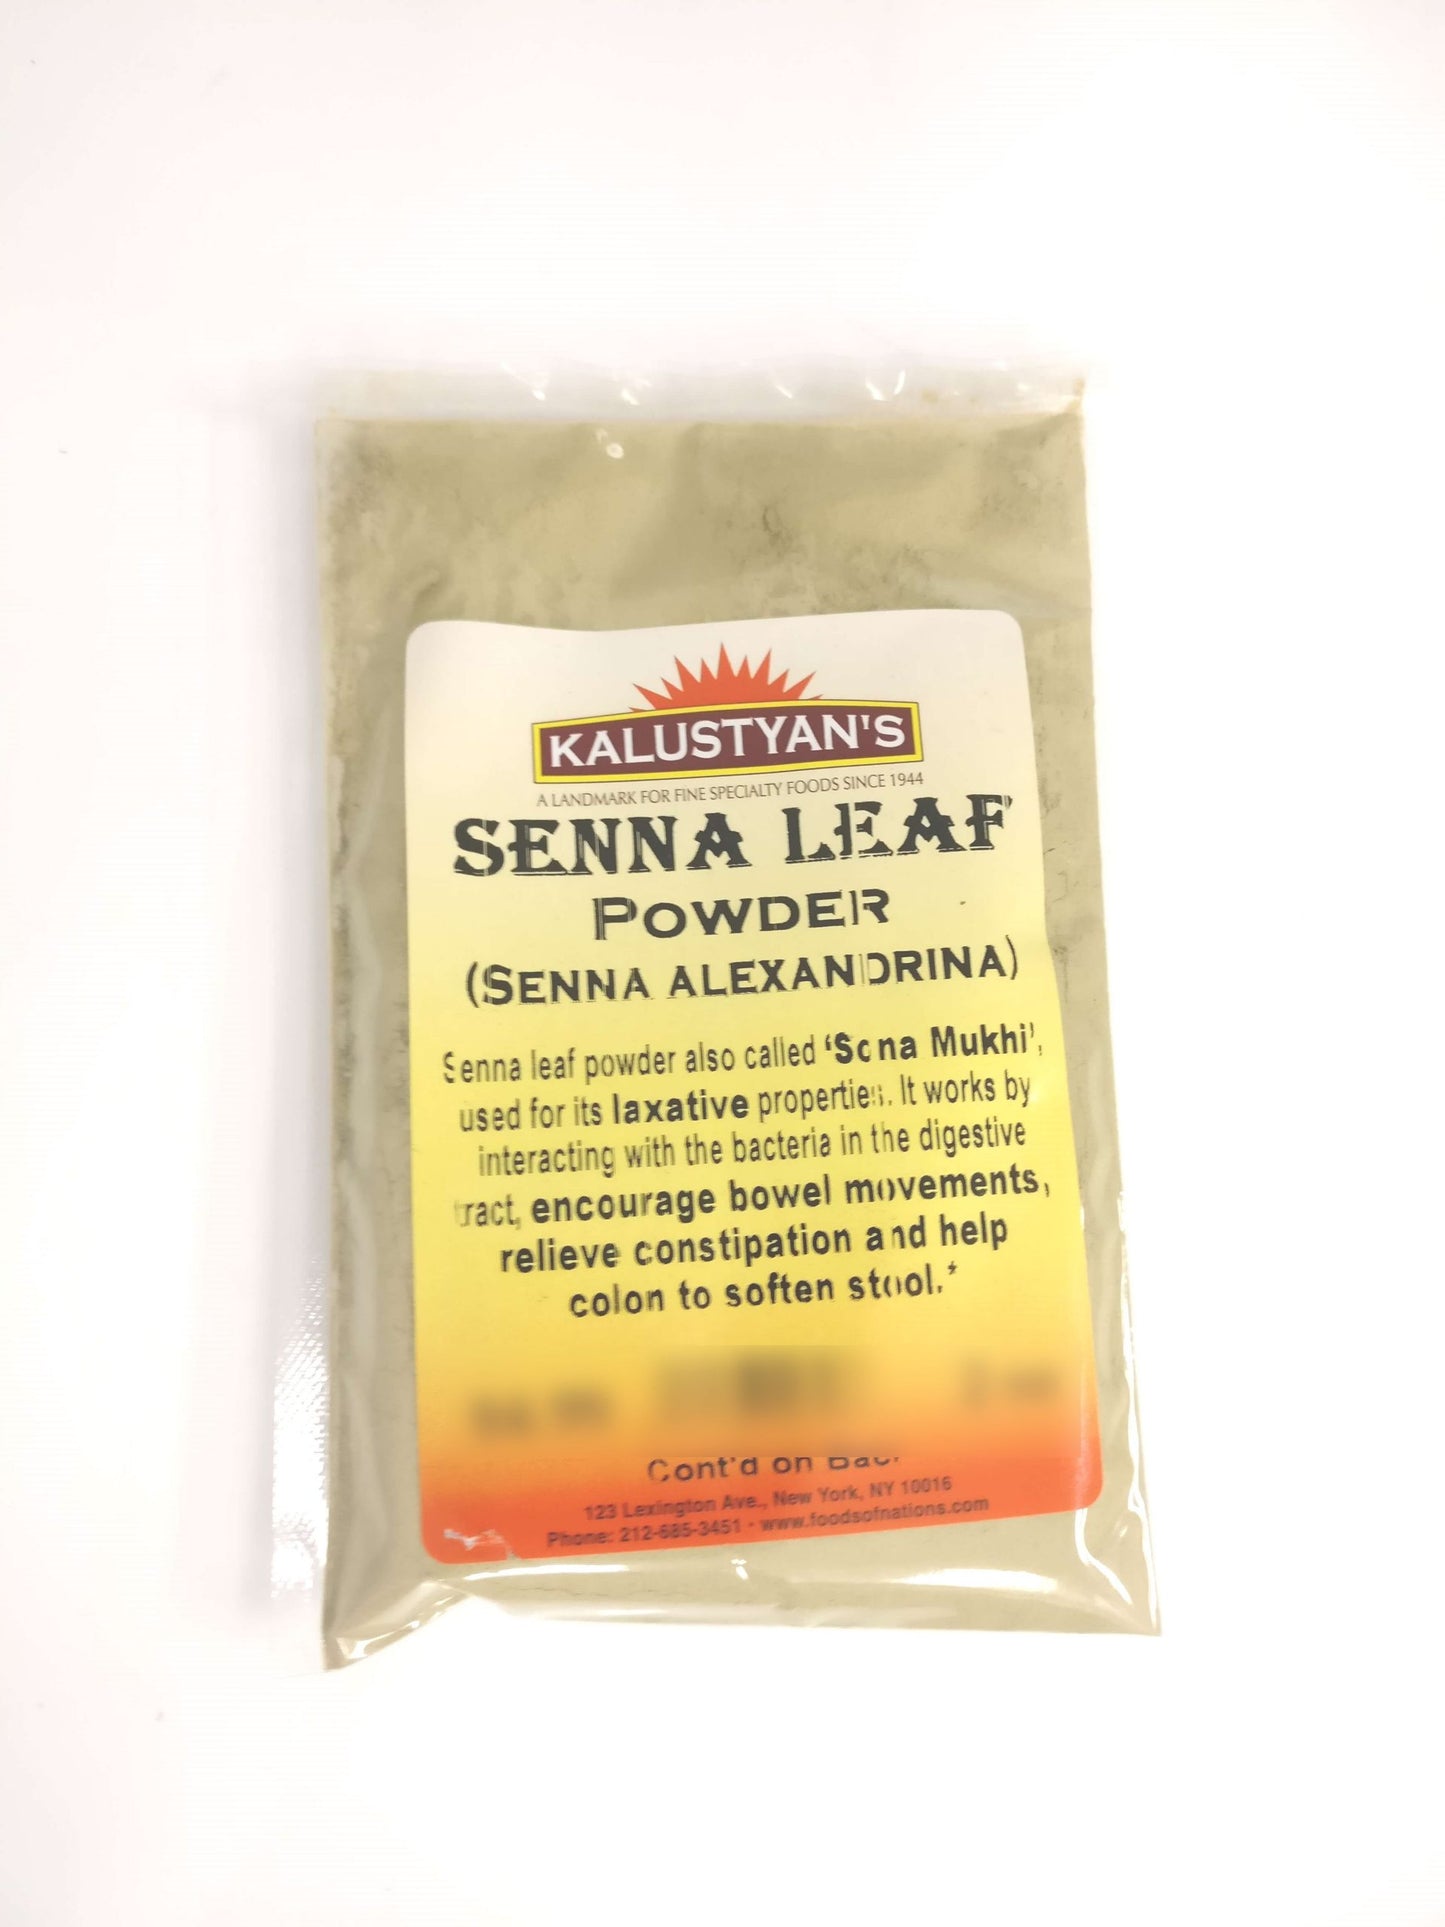 KALUSTYAN'S
A LANDMARK FOR FINE SPECIALTY FOODS SINCE 1944
SENNA LEAF
POWDER
(SENNA ALEXANDRINA)
Senna leaf powder also called ‘Sona Mukhi’,
used for its laxative properties. It works by
interacting with the bacteria in the digestive
tract, encourage bowel movements,
relieve constipation and help
colon to soften stool.*
Cont'd on Back
123 Lexington Ave., New York, NY 10016
Phone: 212-685-3451 • www.foodsofnations.com